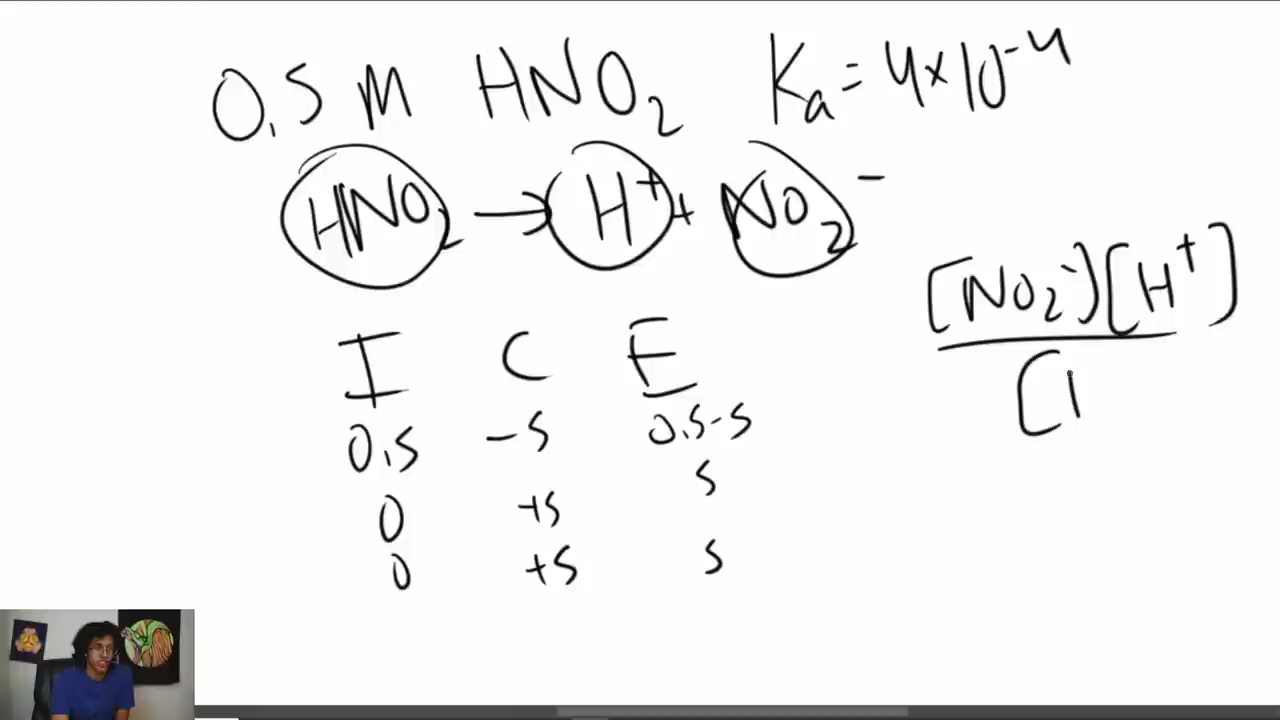 0.5 M HNO₂ Ka = 4×10⁻⁴
HNO₂ → H⁺ + NO₂⁻
[NO₂⁻][H⁺]
[
I C E
0.5 -s 0.5-s
0 +s s
0 +s s